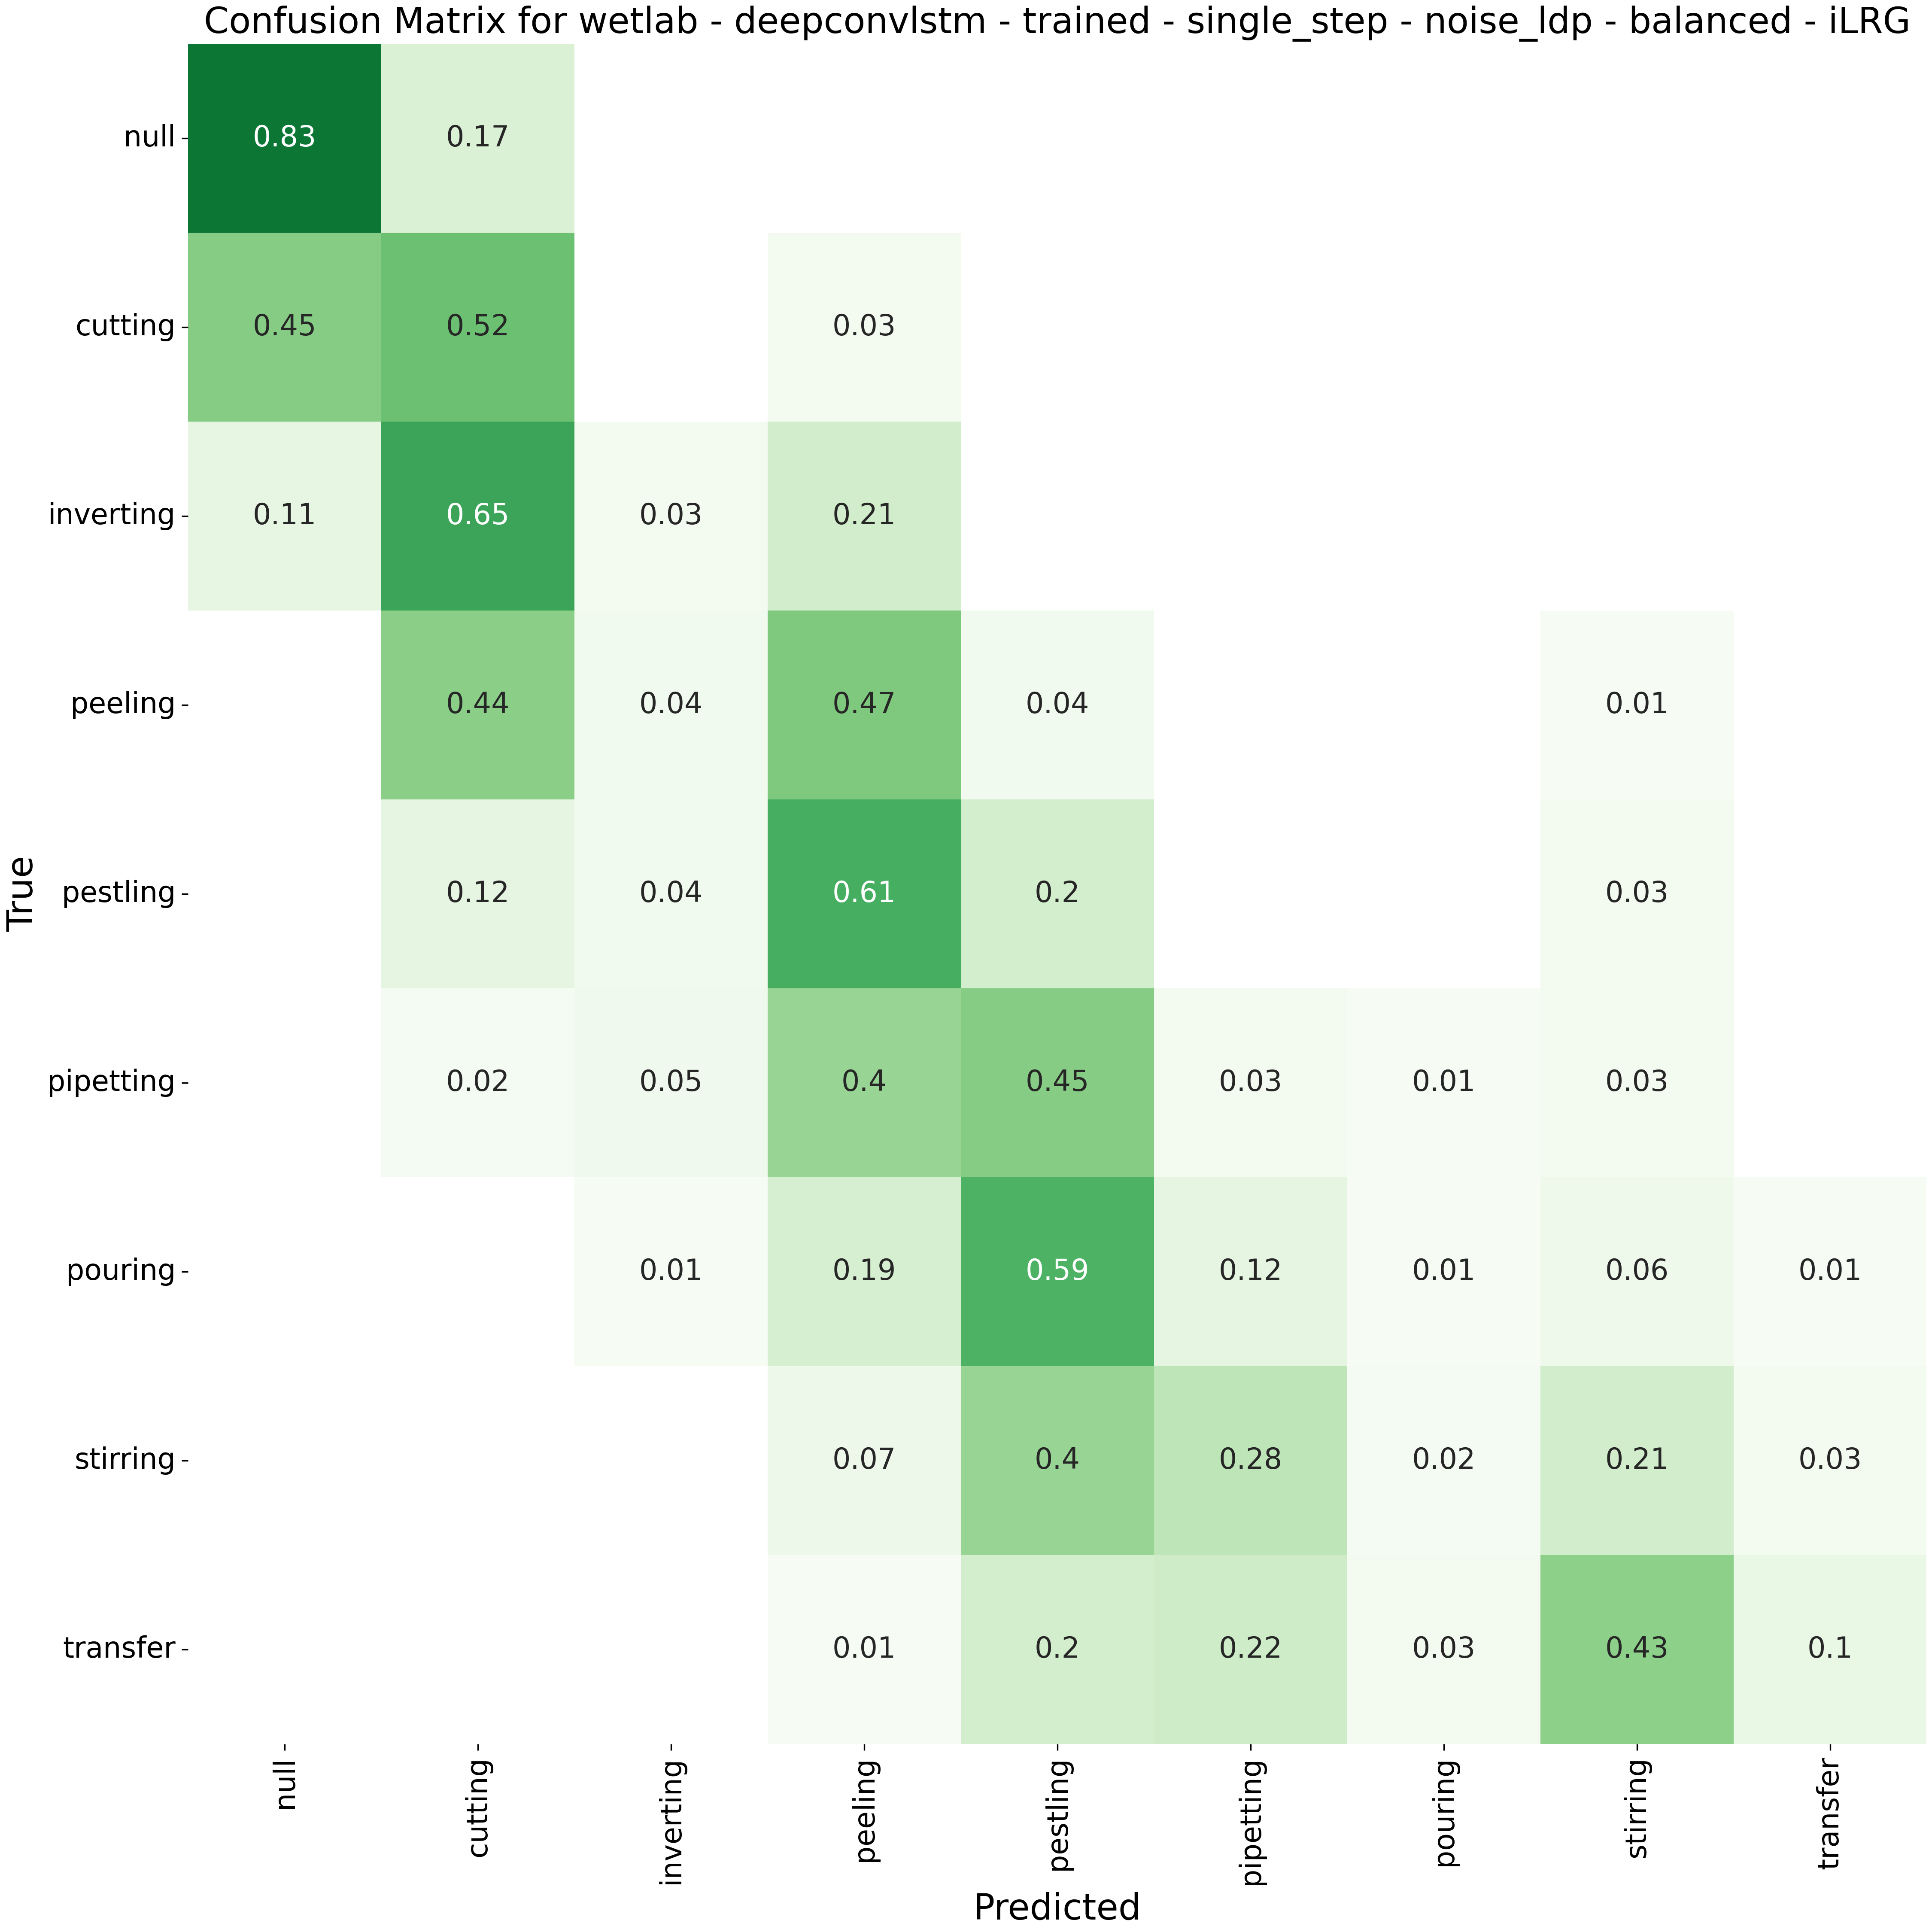 Confusion Matrix for wetlab - deepconvlstm - trained - single_step - noise_ldp - balanced - iLRG
null 0.83 0.17
cutting 0.45 0.52 0.03
inverting 0.11 0.65 0.03 0.21
peeling 0.44 0.04 0.47 0.04 0.01
pestling 0.12 0.04 0.61 0.2 0.03
pipetting 0.02 0.05 0.4 0.45 0.03 0.01 0.03
pouring 0.01 0.19 0.59 0.12 0.01 0.06 0.01
stirring 0.07 0.4 0.28 0.02 0.21 0.03
transfer 0.01 0.2 0.22 0.03 0.43 0.1
True
null cutting inverting peeling pestling pipetting pouring stirring transfer
Predicted